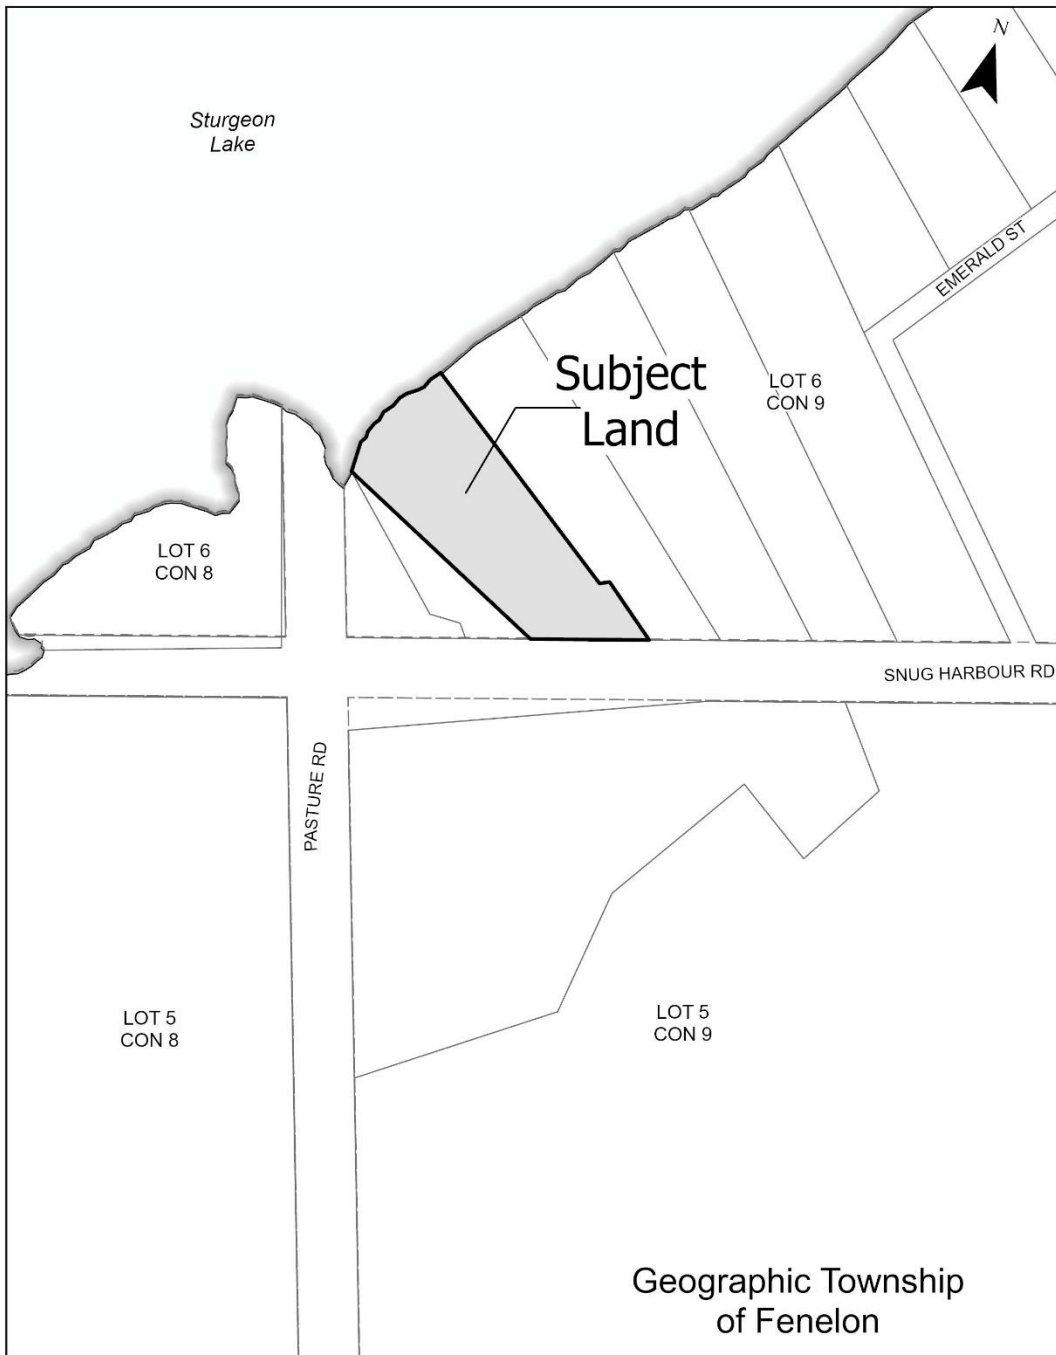 N
Sturgeon
Lake
EMERALD ST
Subject
Land
LOT 6
CON 9
LOT 6
CON 8
SNUG HARBOUR RD
PASTURE RD
LOT 5
CON 8
LOT 5
CON 9
Geographic Township
of Fenelon